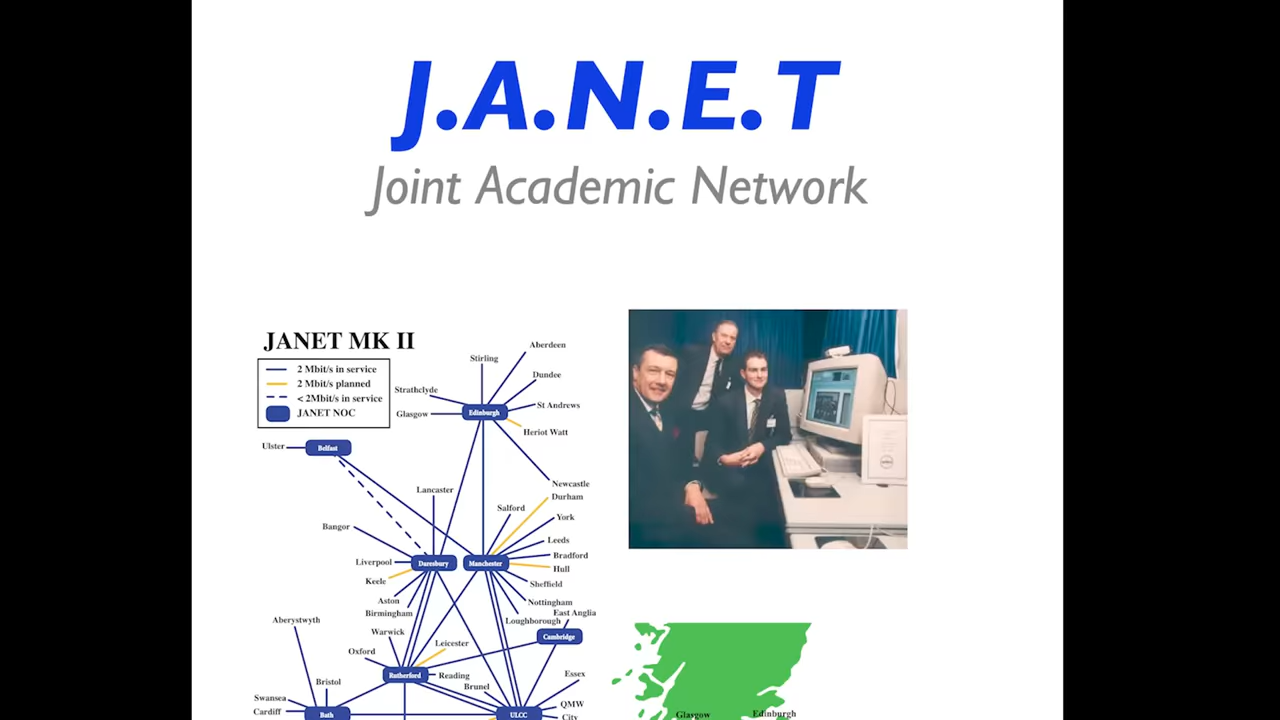 J.A.N.E.T
Joint Academic Network
JANET MK II
2 Mbit/s in service
2 Mbit/s planned
< 2Mbit/s in service
JANET NOC
Aberdeen
Stirling
Dundee
Strathclyde
St Andrews
Glasgow
Edinburgh
Heriot Watt
Ulster
Belfast
Newcastle
Lancaster
Durham
Salford
York
Bangor
Leeds
Bradford
Liverpool
Daresbury
Manchester
Hull
Keele
Sheffield
Aston
Nottingham
Birmingham
East Anglia
Loughborough
Aberystwyth
Warwick
Cambridge
Leicester
Oxford
Rutherford
Reading
Essex
Bristol
Brunel
Swansea
QMW
Cardiff
Bath
ULCC
City
Glasgow
Edinburgh